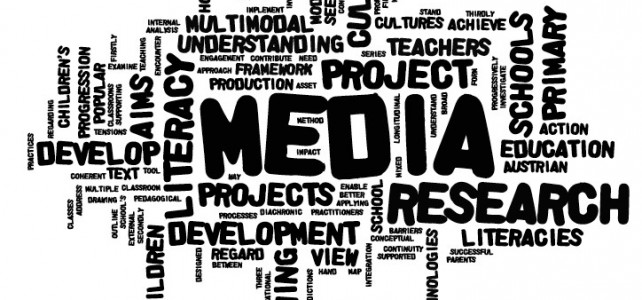 INTERNAL
ANALYSIS
IMPLEMENT
STAND
THIRDLY
MULTIMODAL
CULTURES
ACHIEVE
UNDERSTANDING
TEACHERS
SERIES
ENGAGEMENT
CONTRIBUTE
NEED
APPROACH
FRAMEWORK
PROJECT
FORM
PRODUCTION
ASSET
REGARDING
CHILDREN'S
PROGRESSION
POPULAR
FIRSTLY
EXAMINE
TEACHING
ENCOUNTER
CLASSROOMS
SUPPORTING
TENSIONS
AIMS
LITERACY
MEDIA
METHOD
IMPACT
LONGITUDINAL
MIXED
UNDERSTAND
BROAD
PROGRESSIVELY
INVESTIGATE
SCHOOLS
PRIMARY
ACTION
EDUCATION
AUSTRIAN
PRACTICES
DEVELOP
COHERENT
TEXT
TOOL
CLASSES
ADDRESS
MULTIPLE
CLASSROOM
DRAWING
PEDAGOGICAL
OUTLINE
SCHOOL'S
EXTERNAL
SECONDLY
WAY
PROJECTS
ENABLE
BETTER
APPLYING
SCHOOL
RESEARCH
PROCESSES
DIACHRONIC
PRACTITIONERS
BARRIERS
CONCEPTUAL
LITERACIES
DEVELOPMENT
CONTINUITY
SUPPORTED
SUCCESSFUL
PARENTS
DESIGNED
REGARD
BETWEEN
VIEW
INTEGRATION
THREE
HAND
MAP